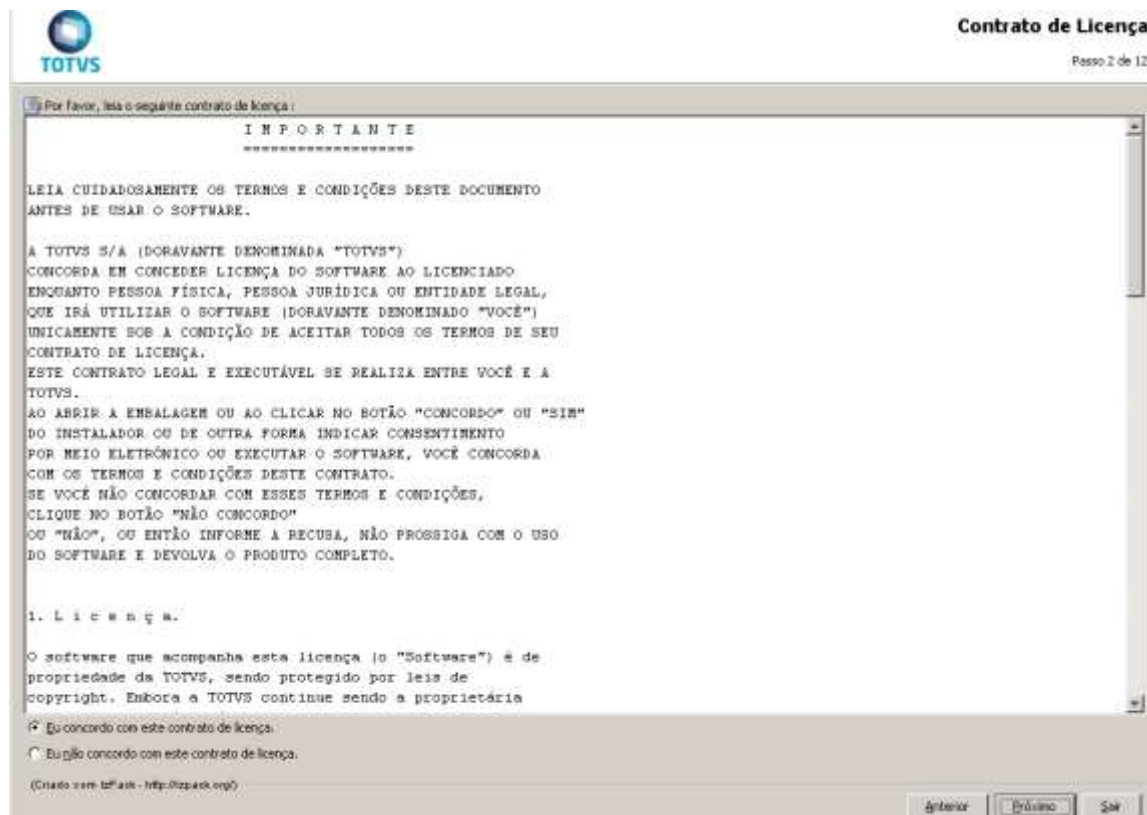 TOTVS
Contrato de Licença
Passo 2 de 12
Por favor, leia o seguinte contrato de licença :
I M P O R T A N T E
===================
LEIA CUIDADOSAMENTE OS TERMOS E CONDIÇÕES DESTE DOCUMENTO
ANTES DE USAR O SOFTWARE.
A TOTVS S/A (DORAVANTE DENOMINADA "TOTVS")
CONCORDA EM CONCEDER LICENÇA DO SOFTWARE AO LICENCIADO
ENQUANTO PESSOA FÍSICA, PESSOA JURÍDICA OU ENTIDADE LEGAL,
QUE IRÁ UTILIZAR O SOFTWARE (DORAVANTE DENOMINADO "VOCÊ")
UNICAMENTE SOB A CONDIÇÃO DE ACEITAR TODOS OS TERMOS DE SEU
CONTRATO DE LICENÇA.
ESTE CONTRATO LEGAL E EXECUTÁVEL SE REALIZA ENTRE VOCÊ E A
TOTVS.
AO ABRIR A EMBALAGEM OU AO CLICAR NO BOTÃO "CONCORDO" OU "SIM"
DO INSTALADOR OU DE OUTRA FORMA INDICAR CONSENTIMENTO
POR MEIO ELETRÔNICO OU EXECUTAR O SOFTWARE, VOCÊ CONCORDA
COM OS TERMOS E CONDIÇÕES DESTE CONTRATO.
SE VOCÊ NÃO CONCORDAR COM ESSES TERMOS E CONDIÇÕES,
CLIQUE NO BOTÃO "NÃO CONCORDO"
OU "NÃO", OU ENTÃO INFORME A RECUSA, NÃO PROSSIGA COM O USO
DO SOFTWARE E DEVOLVA O PRODUTO COMPLETO.
1. L i c e n ç a.
O software que acompanha esta licença (o "Software") é de
propriedade da TOTVS, sendo protegido por leis de
copyright. Embora a TOTVS continue sendo a proprietária
Eu concordo com este contrato de licença.
Eu não concordo com este contrato de licença.
(Criado com IzPack - http://izpack.org/)
Anterior Próximo Sair